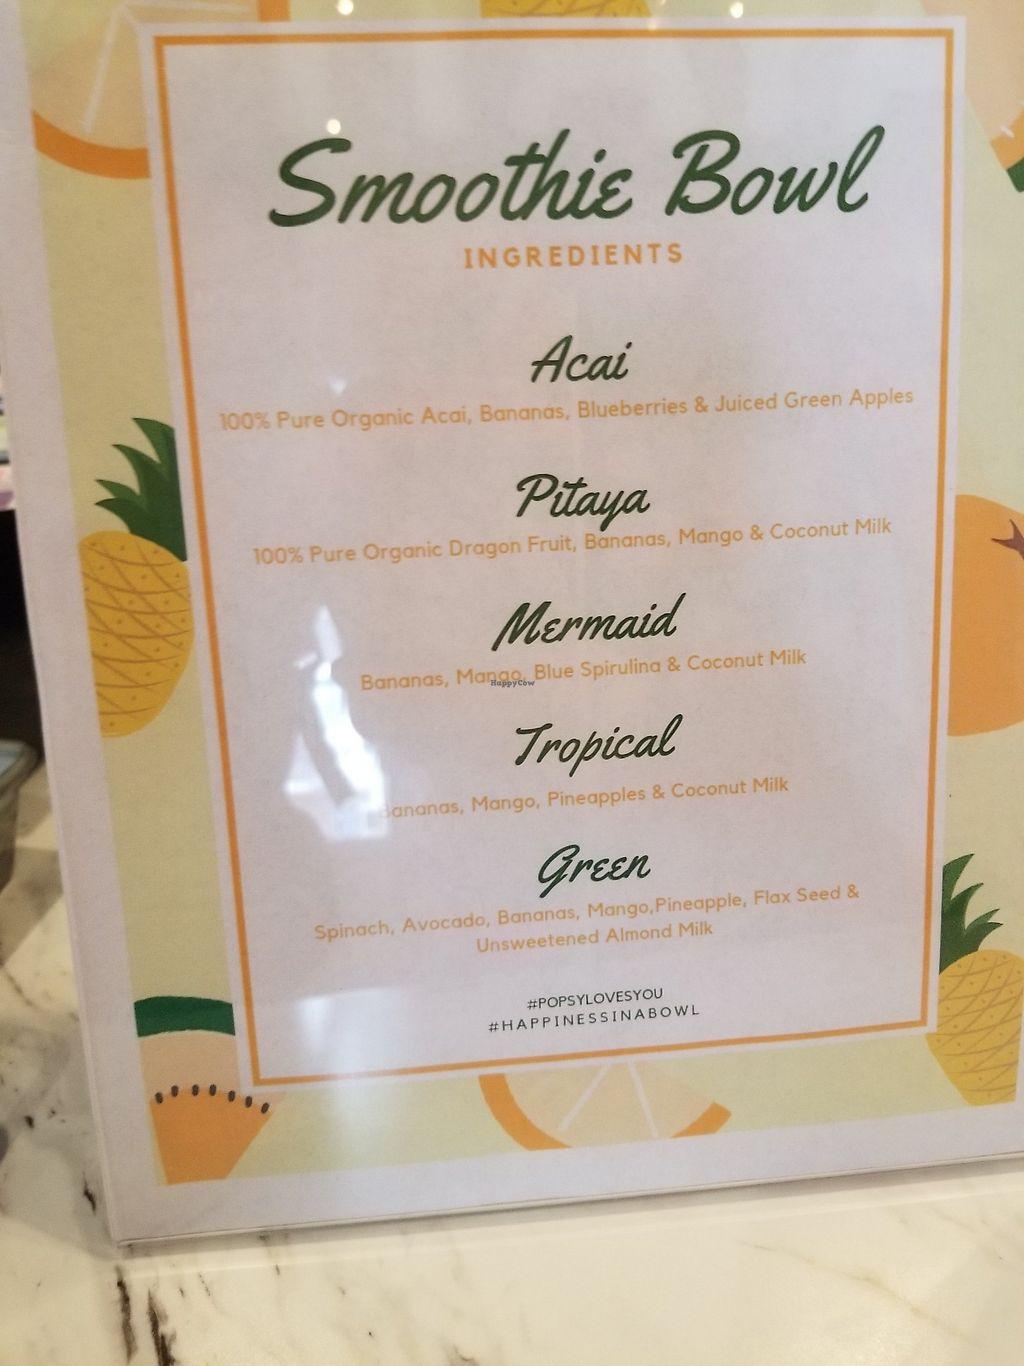 Smoothie Bowl
INGREDIENTS
Acai
100% Pure Organic Acai, Bananas, Blueberries & Juiced Green Apples
Pitaya
100% Pure Organic Dragon Fruit, Bananas, Mango & Coconut Milk
Mermaid
Bananas, Mango, Blue Spirulina & Coconut Milk
HappyCow
Tropical
Bananas, Mango, Pineapples & Coconut Milk
Green
Spinach, Avocado, Bananas, Mango,Pineapple, Flax Seed &
Unsweetened Almond Milk
#POPSYLOVESYOU
#HAPPINESSINABOWL